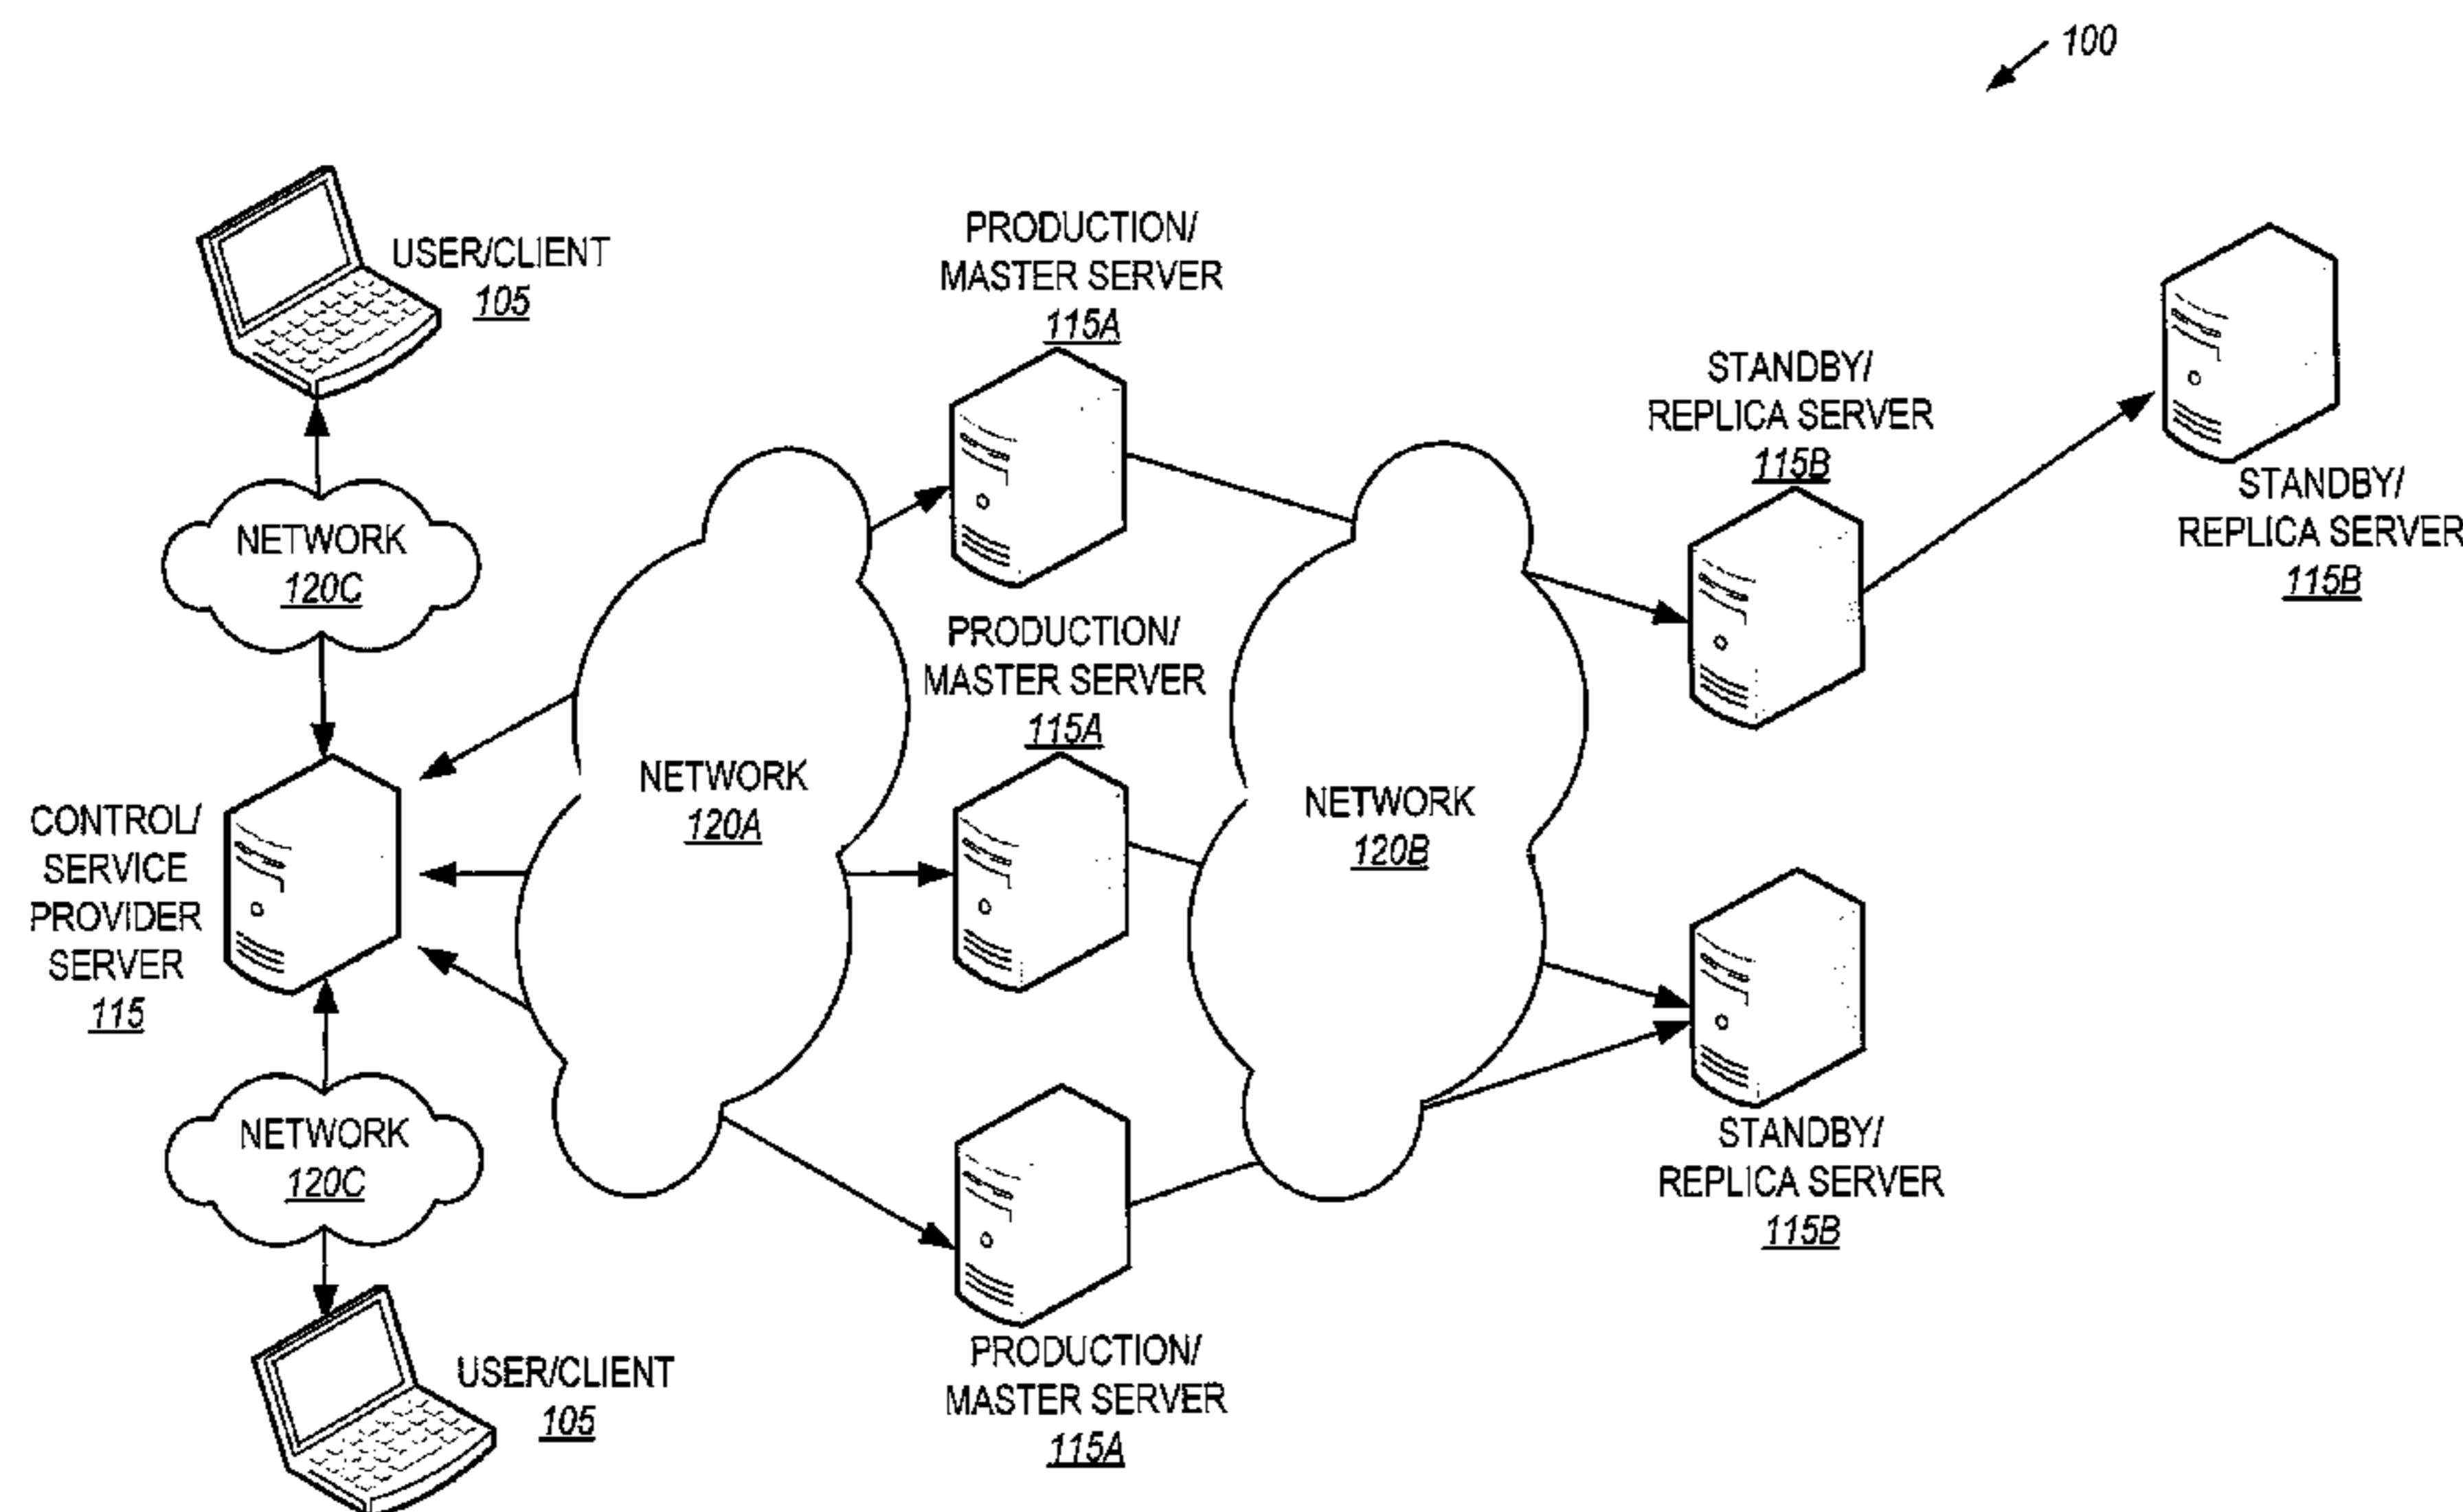 100
USER/CLIENT
105
NETWORK
120C
CONTROL/
SERVICE
PROVIDER
SERVER
115
NETWORK
120C
USER/CLIENT
105
NETWORK
120A
PRODUCTION/
MASTER SERVER
115A
PRODUCTION/
MASTER SERVER
115A
PRODUCTION/
MASTER SERVER
115A
NETWORK
120B
STANDBY/
REPLICA SERVER
115B
STANDBY/
REPLICA SERVER
115B
STANDBY/
REPLICA SERVER
115B